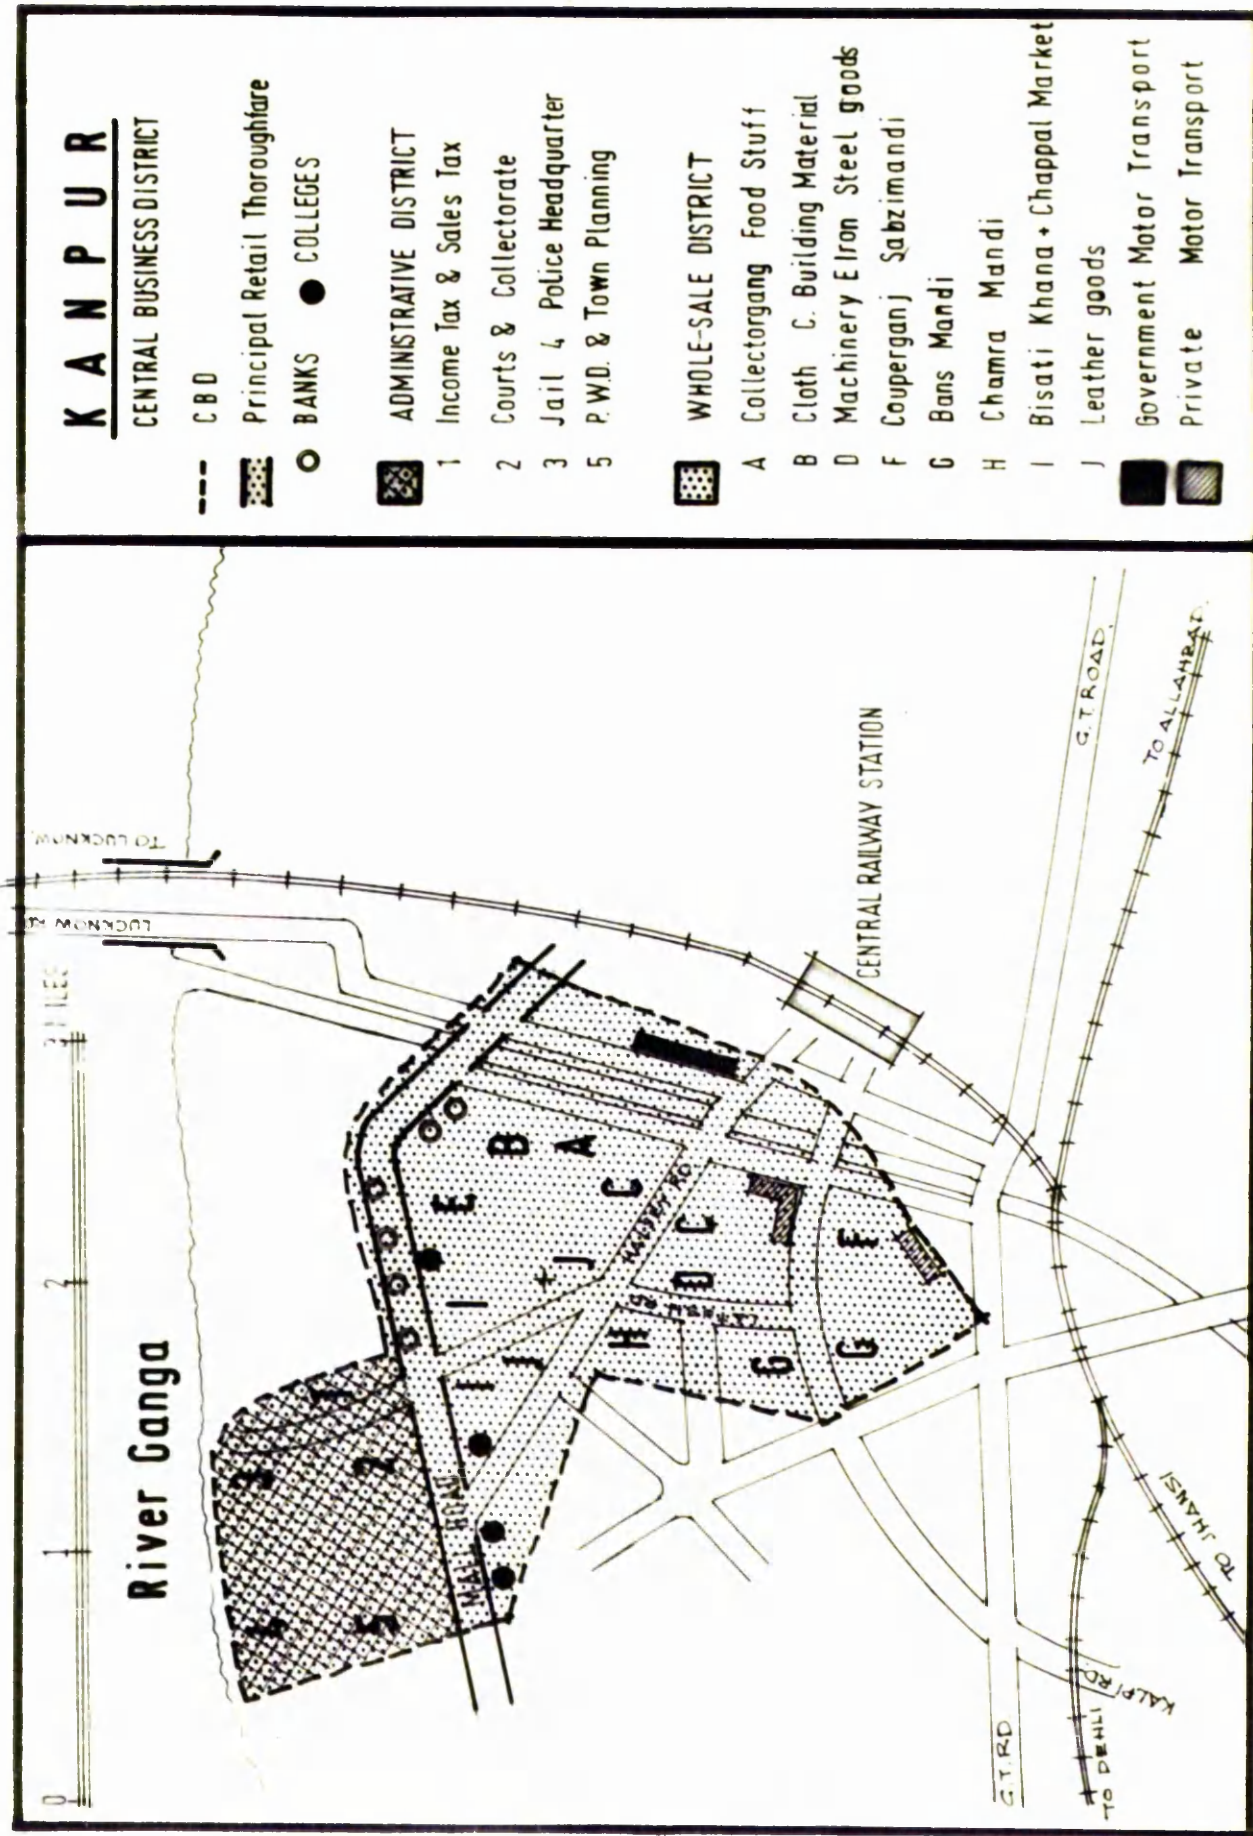 K A N P U R
CENTRAL BUSINESS DISTRICT
CBD
Principal Retail Thoroughfare
BANKS COLLEGES
ADMINISTRATIVE DISTRICT
1 Income Tax & Sales Tax
2 Courts & Collectorate
3 Jail 4 Police Headquarter
5 P.W.D. & Town Planning
WHOLE-SALE DISTRICT
A Collectorgang Food Stuff
B Cloth C. Building Material
D Machinery E Iron Steel goods
F Couperganj Sabzimandi
G Bans Mandi
H Chamra Mandi
I Bisati Khana + Chappal Market
J Leather goods
Government Motor Transport
Private Motor Transport
0 1 2 3 MILES
River Ganga
TO LUCKNOW
LUCKNOW RD
4 3 1
5 2
MALL ROAD
I I E B
J + J C A
HALSEY RD
H D C
G G F
CENTRAL RAILWAY STATION
G.T. ROAD.
TO ALLAHBAD.
G.T. RD
KALPI RD.
TO DEHLI
TO JHANSI